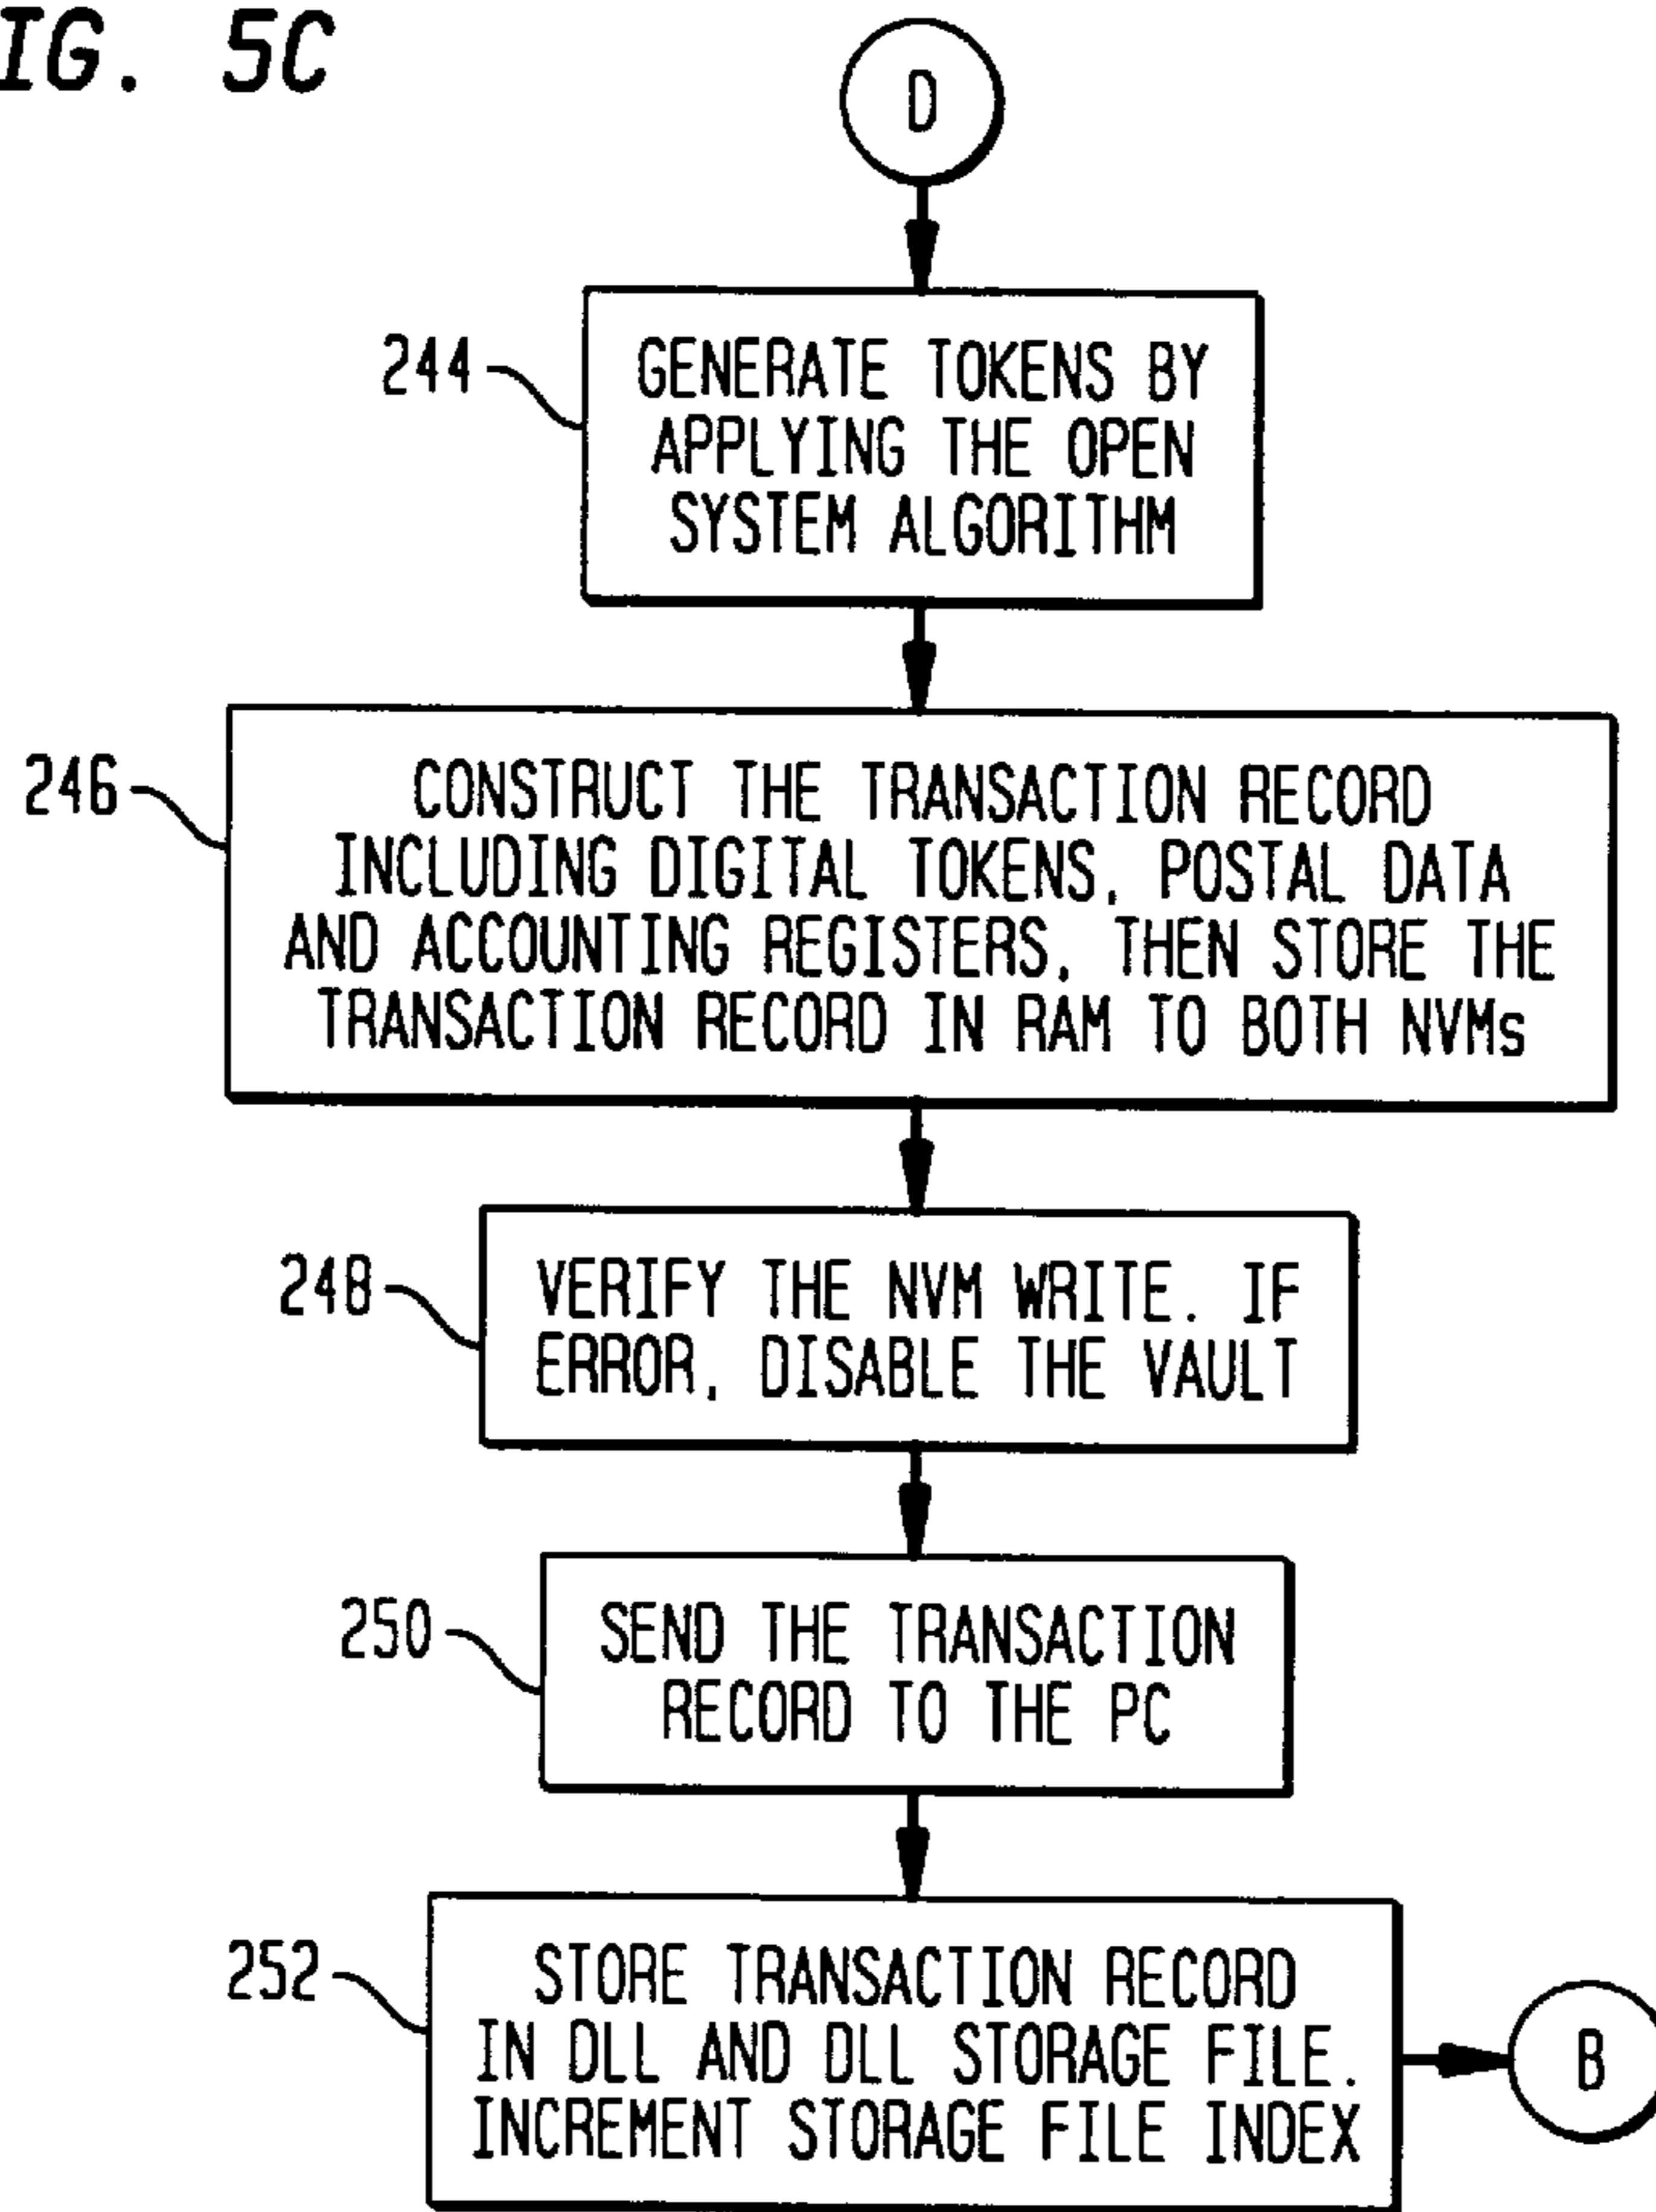 IG. 5C
D
244
GENERATE TOKENS BY
APPLYING THE OPEN
SYSTEM ALGORITHM
246
CONSTRUCT THE TRANSACTION RECORD
INCLUDING DIGITAL TOKENS, POSTAL DATA
AND ACCOUNTING REGISTERS, THEN STORE THE
TRANSACTION RECORD IN RAM TO BOTH NVMs
248
VERIFY THE NVM WRITE. IF
ERROR, DISABLE THE VAULT
250
SEND THE TRANSACTION
RECORD TO THE PC
252
STORE TRANSACTION RECORD
IN DLL AND DLL STORAGE FILE.
INCREMENT STORAGE FILE INDEX
B